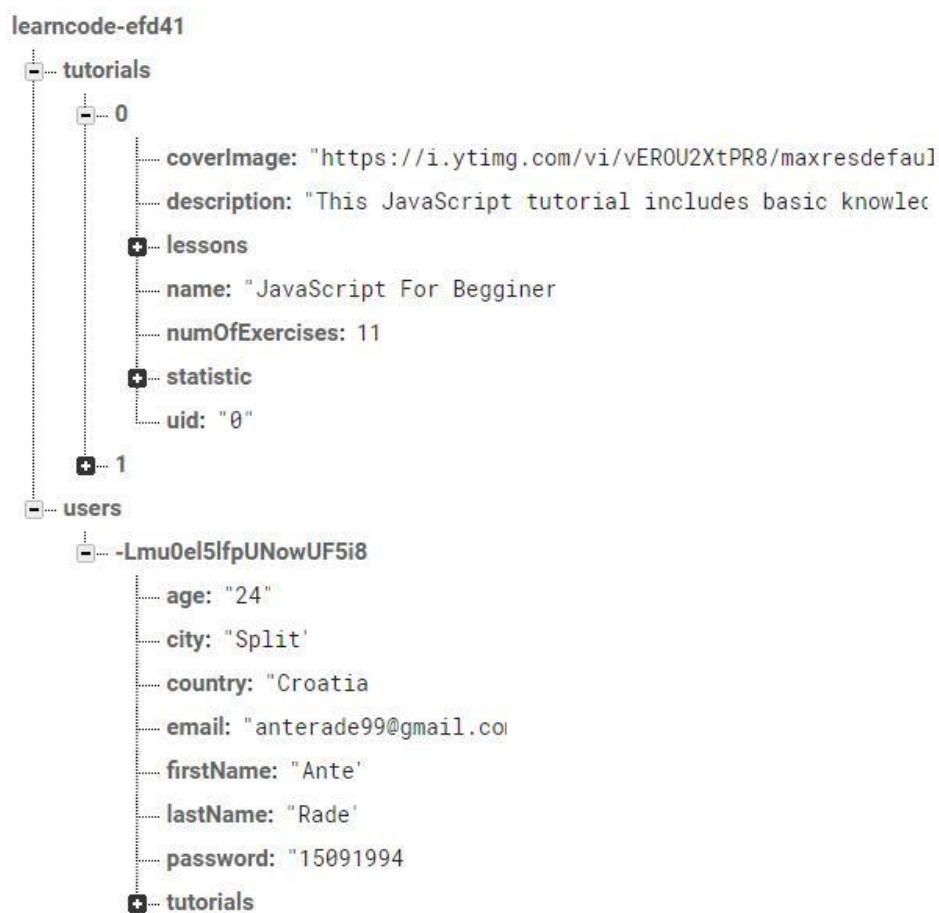 learncode-efd41
tutorials
0
coverImage: "https://i.ytimg.com/vi/vEROU2XtPR8/maxresdefaul
description: "This JavaScript tutorial includes basic knowled
lessons
name: "JavaScript For Begginer
numOfExercises: 11
statistic
uid: "0"
1
users
-Lmu0el5lfpUNowUF5i8
age: "24"
city: "Split'
country: "Croatia
email: "anterade99@gmail.co
firstName: "Ante'
lastName: "Rade'
password: "15091994
tutorials